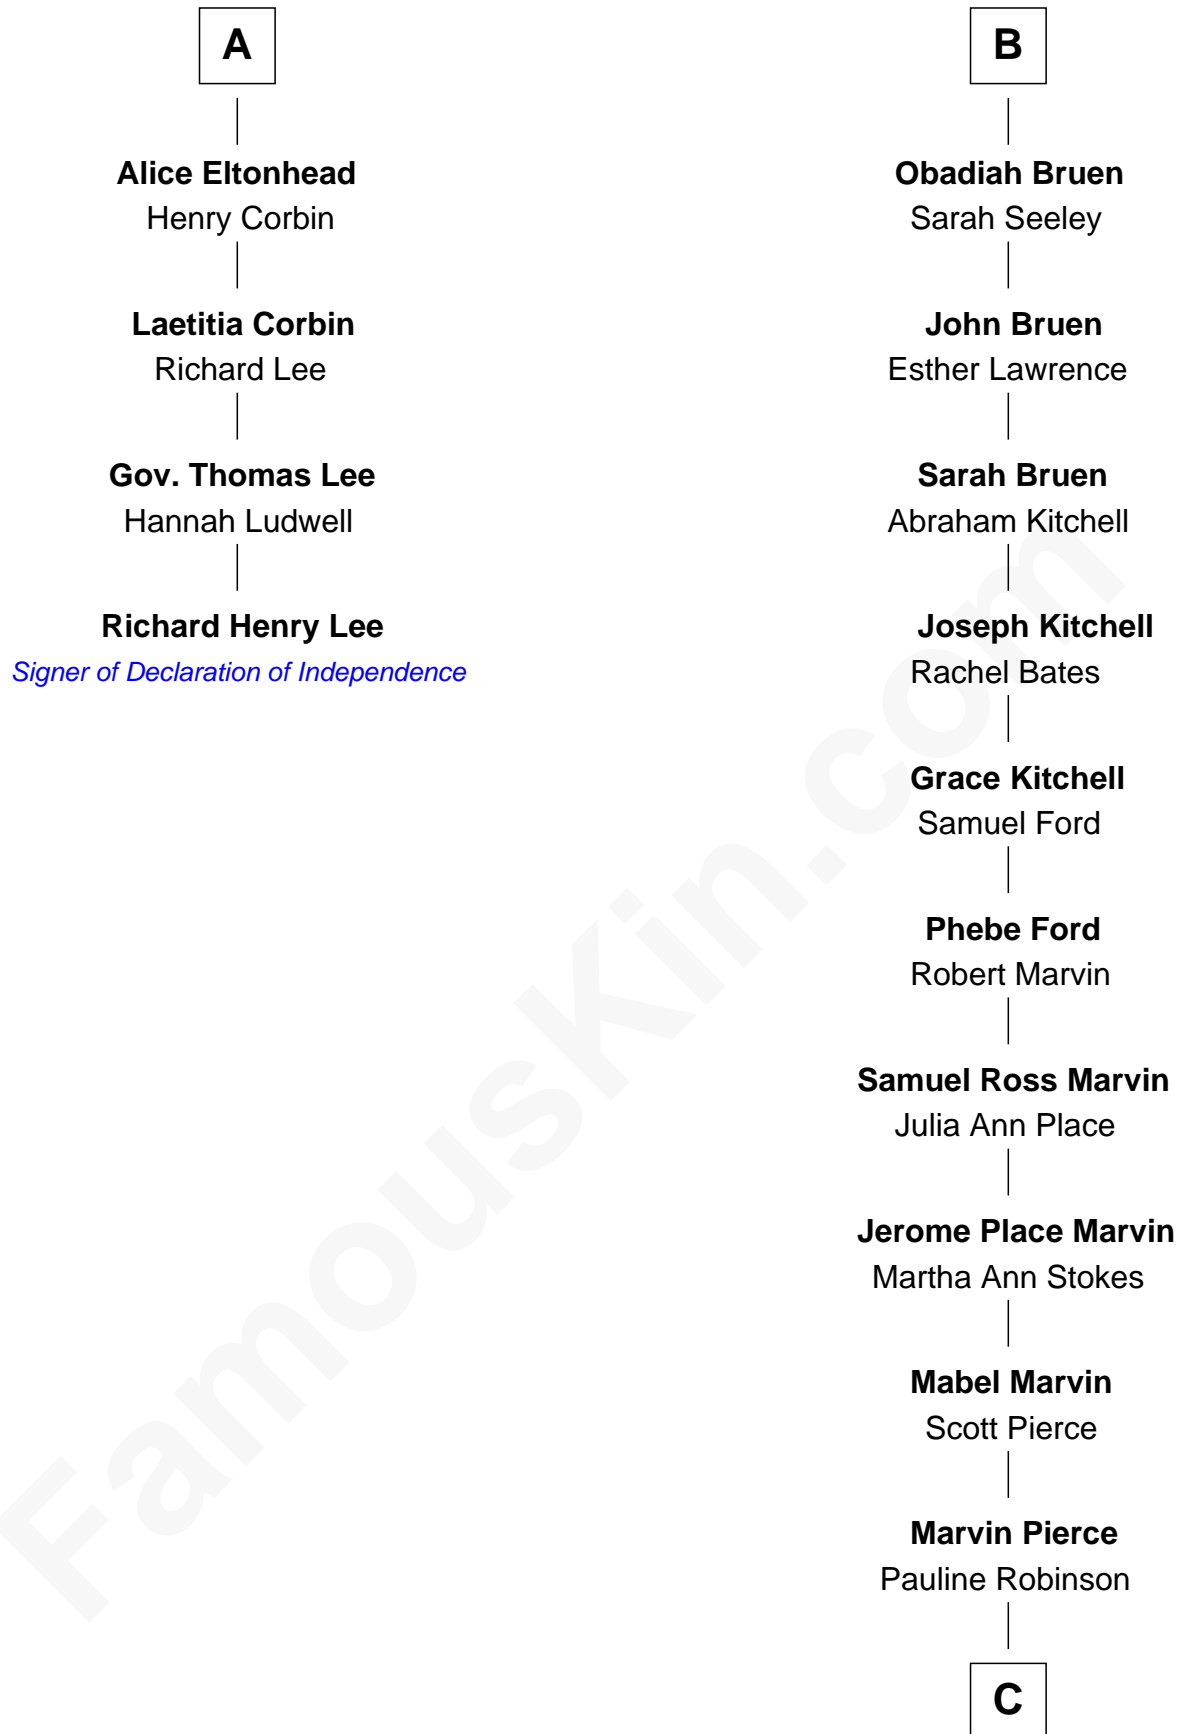 A
Alice Eltonhead
Henry Corbin
Laetitia Corbin
Richard Lee
Gov. Thomas Lee
Hannah Ludwell
Richard Henry Lee
Signer of Declaration of Independence
B
Obadiah Bruen
Sarah Seeley
John Bruen
Esther Lawrence
Sarah Bruen
Abraham Kitchell
Joseph Kitchell
Rachel Bates
Grace Kitchell
Samuel Ford
Phebe Ford
Robert Marvin
Samuel Ross Marvin
Julia Ann Place
Jerome Place Marvin
Martha Ann Stokes
Mabel Marvin
Scott Pierce
Marvin Pierce
Pauline Robinson
C
FamousKin.com